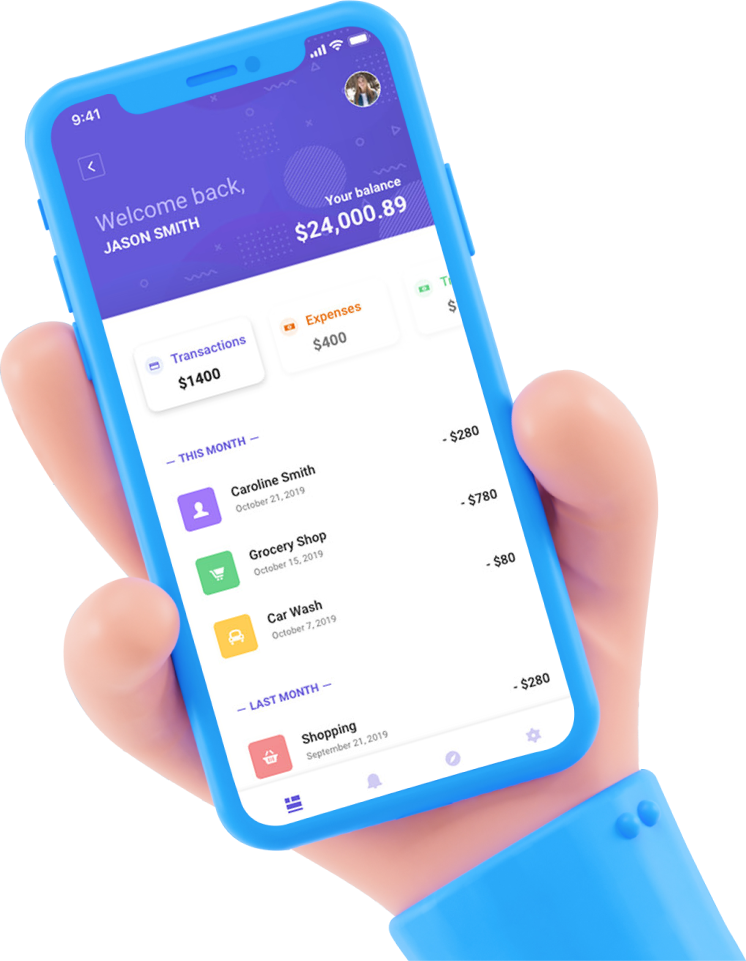 9:41
Welcome back,
JASON SMITH
Your balance
$24,000.89
Transactions
$1400
Expenses
$400
$
— THIS MONTH —
Caroline Smith
October 21, 2019
- $280
Grocery Shop
October 15, 2019
- $780
Car Wash
October 7, 2019
- $80
— LAST MONTH —
Shopping
September 21, 2019
- $280